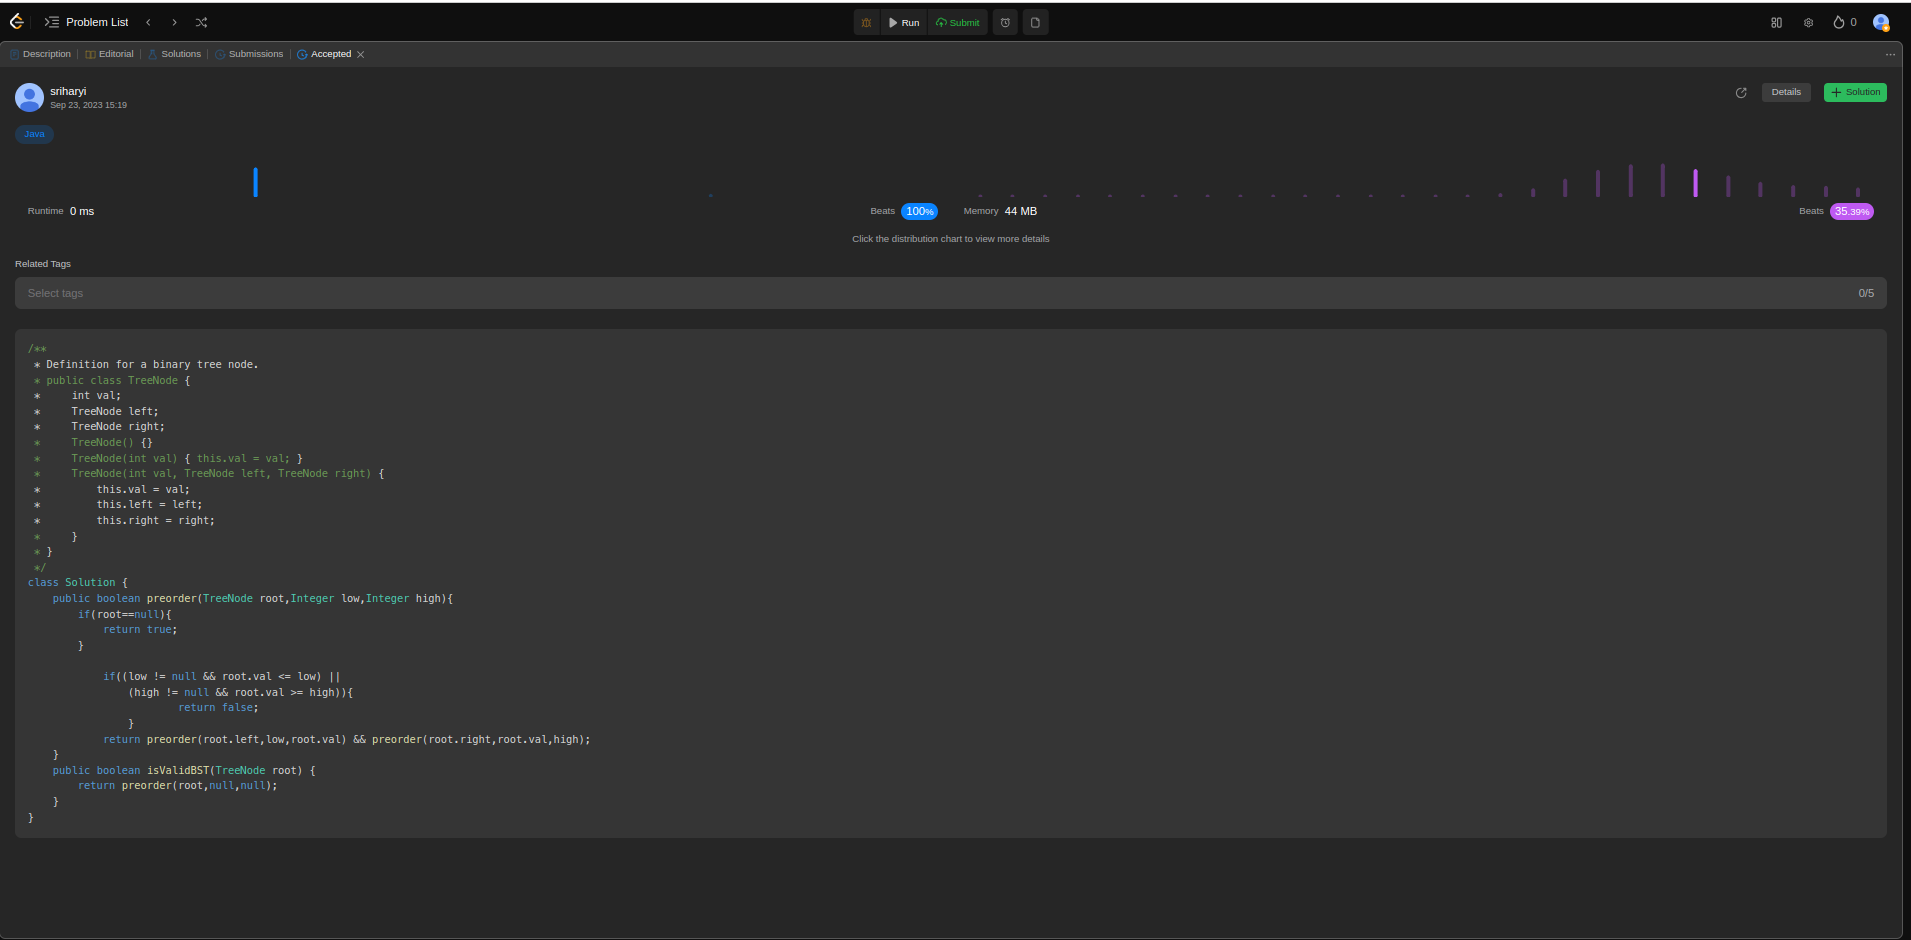 Problem List
Run
Submit
0
Description
Editorial
Solutions
Submissions
Accepted
sriharyi
Sep 23, 2023 15:19
Details
Solution
Java
Runtime 0 ms
Beats 100%
Memory 44 MB
Beats 35.39%
Click the distribution chart to view more details
Related Tags
Select tags
0/5
/**
 * Definition for a binary tree node.
 * public class TreeNode {
 *     int val;
 *     TreeNode left;
 *     TreeNode right;
 *     TreeNode() {}
 *     TreeNode(int val) { this.val = val; }
 *     TreeNode(int val, TreeNode left, TreeNode right) {
 *         this.val = val;
 *         this.left = left;
 *         this.right = right;
 *     }
 * }
 */
class Solution {
    public boolean preorder(TreeNode root,Integer low,Integer high){
        if(root==null){
            return true;
        }
            if((low != null && root.val <= low) ||
                (high != null && root.val >= high)){
                        return false;
                }
            return preorder(root.left,low,root.val) && preorder(root.right,root.val,high);
    }
    public boolean isValidBST(TreeNode root) {
        return preorder(root,null,null);
    }
}